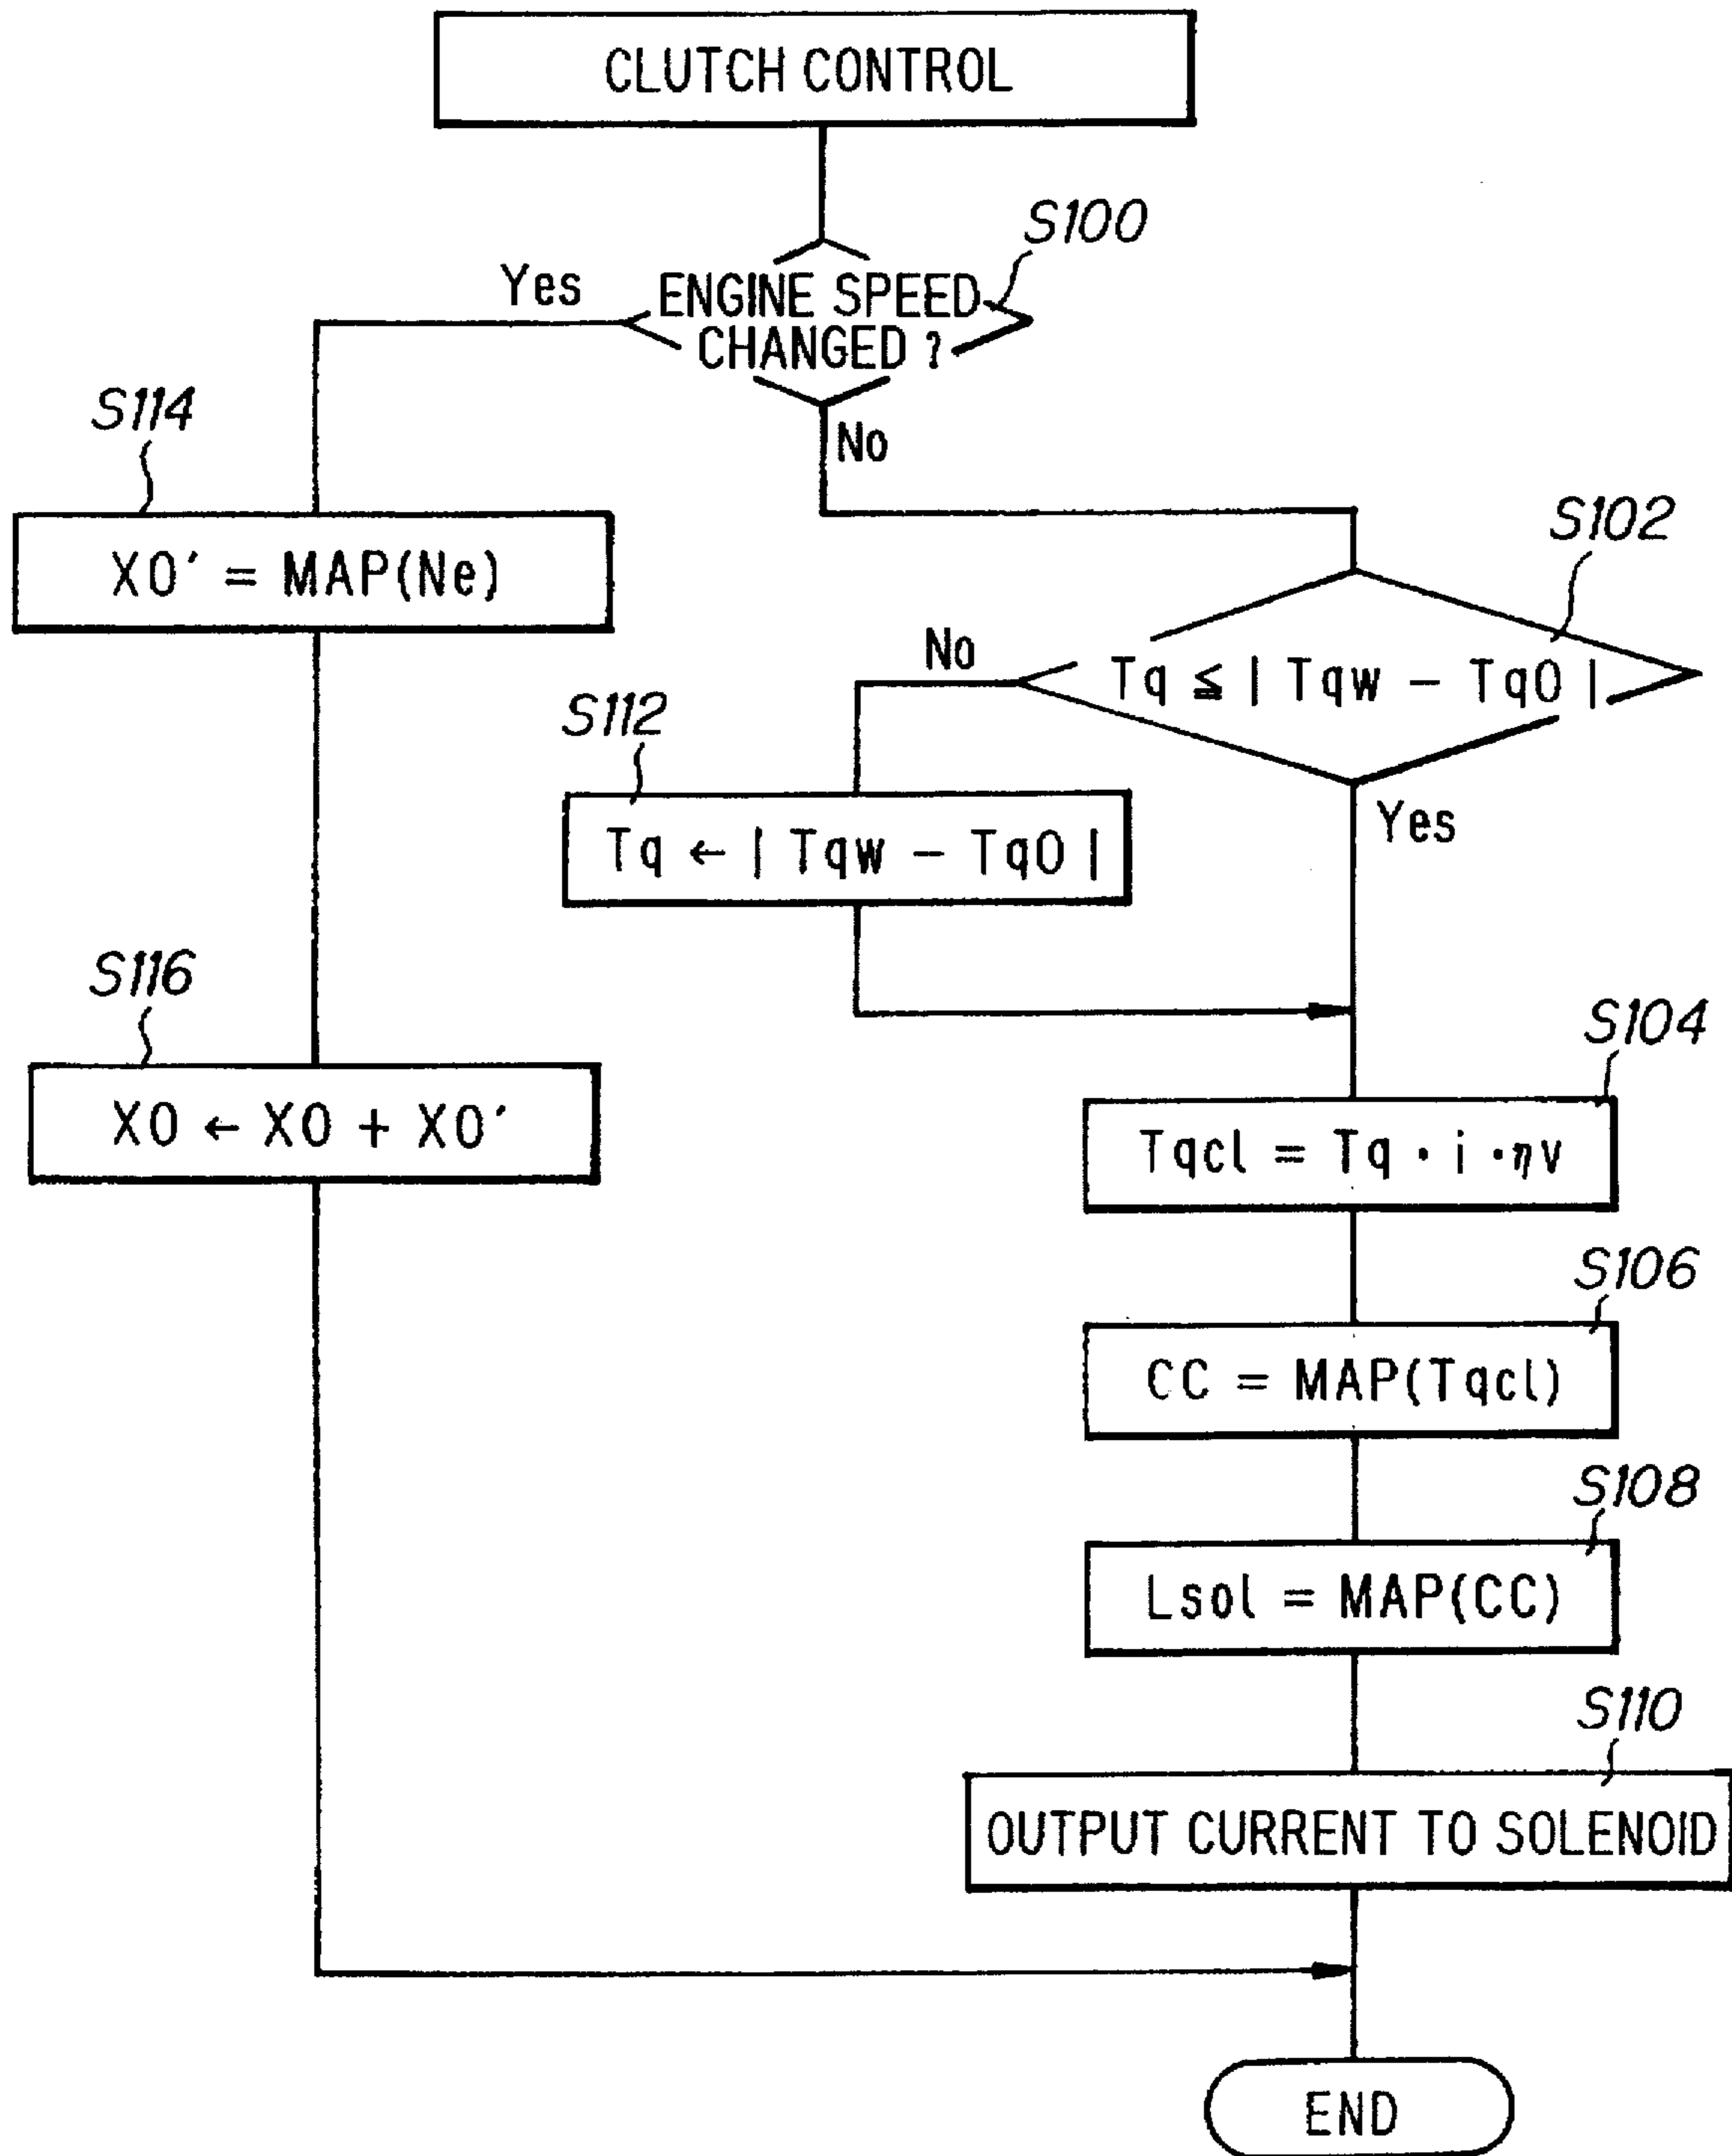 CLUTCH CONTROL
S100
Yes
ENGINE SPEED
CHANGED ?
No
S114
X0' = MAP(Ne)
S102
Tq ≦ | Tqw − Tq0 |
No
Yes
S112
Tq ← | Tqw − Tq0 |
S116
X0 ← X0 + X0'
S104
Tqcl = Tq · i · ηv
S106
CC = MAP(Tqcl)
S108
Lsol = MAP(CC)
S110
OUTPUT CURRENT TO SOLENOID
END